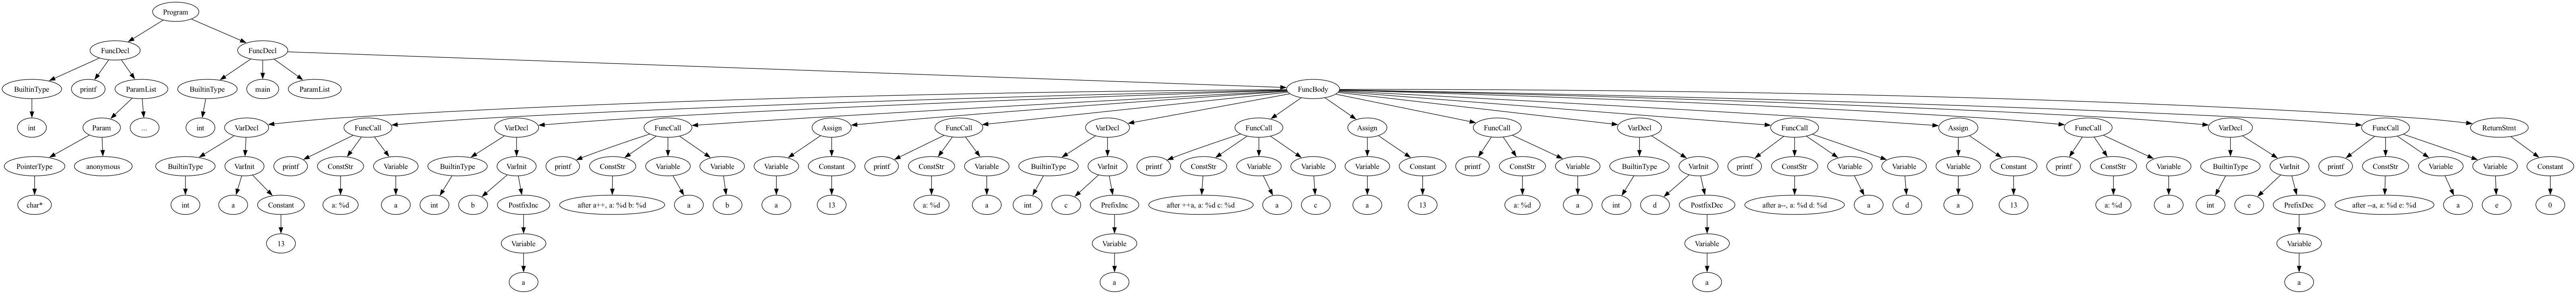 Program
FuncDecl FuncDecl
BuiltinType printf ParamList BuiltinType main ParamList FuncBody
int Param ... int VarDecl FuncCall VarDecl FuncCall Assign FuncCall VarDecl FuncCall Assign FuncCall VarDecl FuncCall Assign FuncCall VarDecl FuncCall ReturnStmt
PointerType anonymous BuiltinType VarInit printf ConstStr Variable BuiltinType VarInit printf ConstStr Variable Variable Variable Constant printf ConstStr Variable BuiltinType VarInit printf ConstStr Variable Variable Variable Constant printf ConstStr Variable BuiltinType VarInit printf ConstStr Variable Variable Variable Constant printf ConstStr Variable BuiltinType VarInit printf ConstStr Variable Variable Constant
char* int a Constant a: %d a int b PostfixInc after a++, a: %d b: %d a b a 13 a: %d a int c PrefixInc after ++a, a: %d c: %d a c a 13 a: %d a int d PostfixDec after a--, a: %d d: %d a d a 13 a: %d a int e PrefixDec after --a, a: %d e: %d a e 0
13 Variable Variable Variable Variable
a a a a